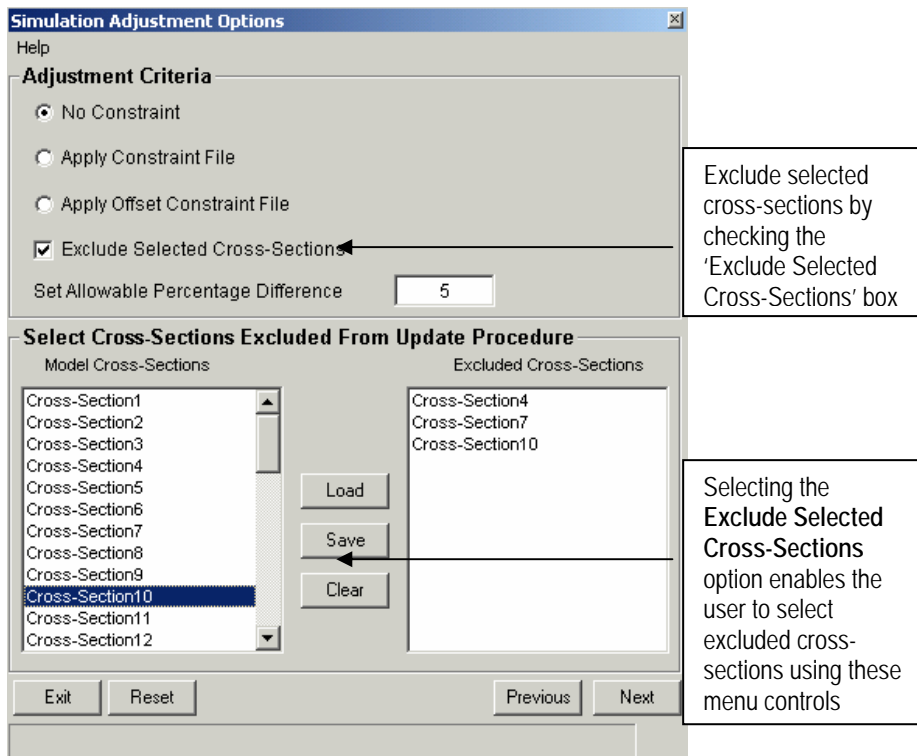 Simulation Adjustment Options
Help
Adjustment Criteria
No Constraint
Apply Constraint File
Apply Offset Constraint File
Exclude Selected Cross-Sections
Set Allowable Percentage Difference 5
Exclude selected
cross-sections by
checking the
‘Exclude Selected
Cross-Sections’ box
Select Cross-Sections Excluded From Update Procedure
Model Cross-Sections
Cross-Section1
Cross-Section2
Cross-Section3
Cross-Section4
Cross-Section5
Cross-Section6
Cross-Section7
Cross-Section8
Cross-Section9
Cross-Section10
Cross-Section11
Cross-Section12
Load
Save
Clear
Excluded Cross-Sections
Cross-Section4
Cross-Section7
Cross-Section10
Selecting the
Exclude Selected
Cross-Sections
option enables the
user to select
excluded cross-
sections using these
menu controls
Exit Reset Previous Next